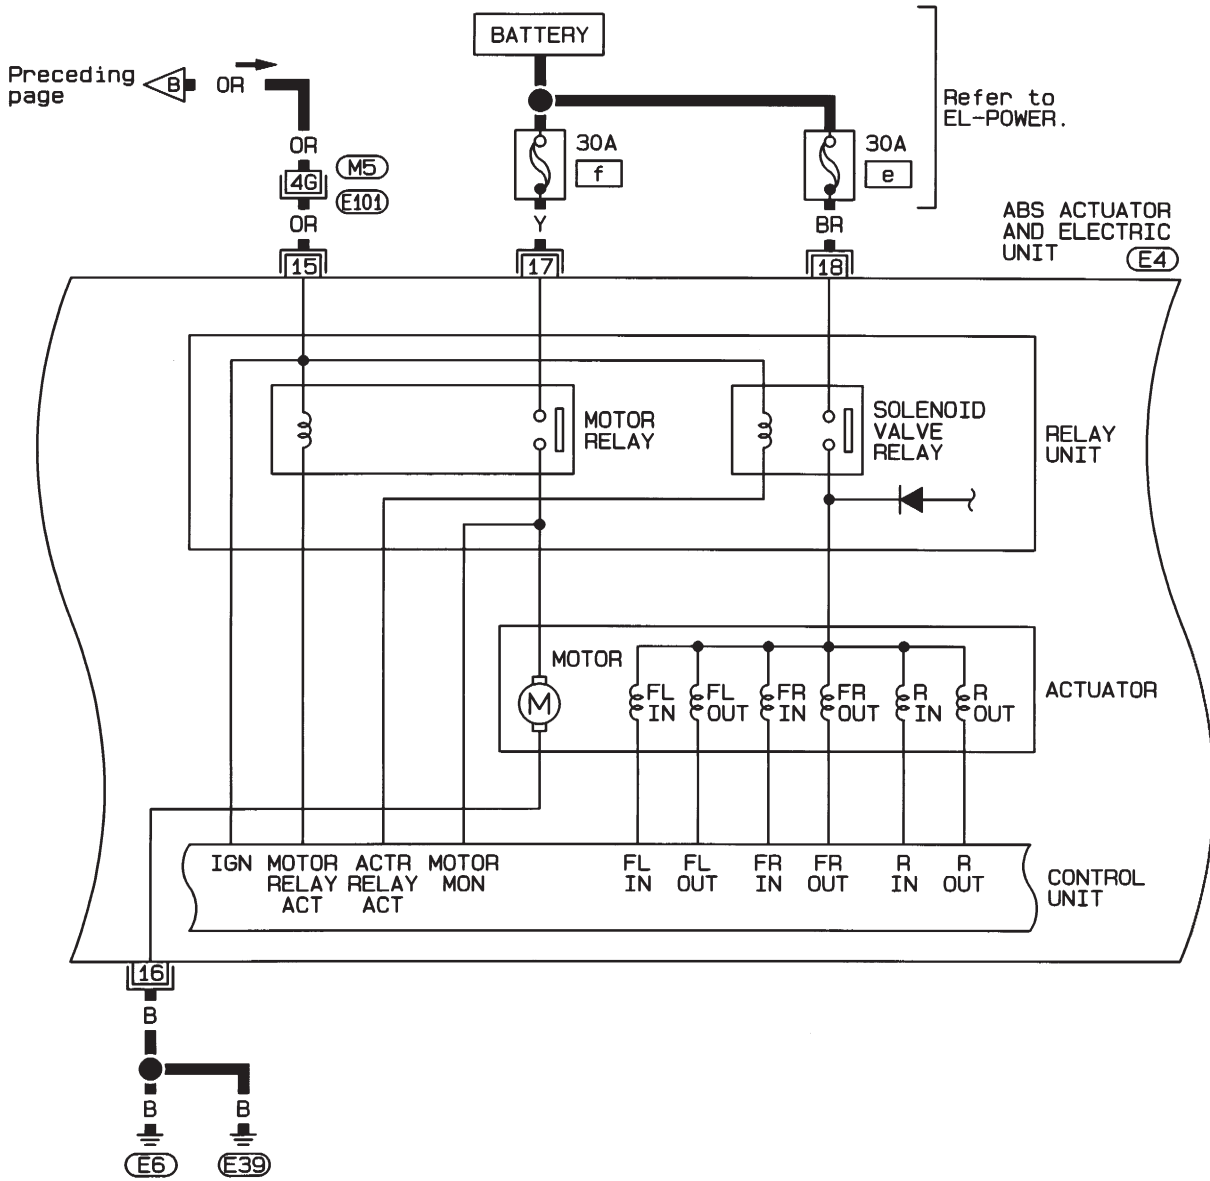 BATTERY
Preceding
page
B
OR
Refer to
EL-POWER.
OR
30A
30A
4G
M5
f
e
E101
OR
Y
BR
ABS ACTUATOR
AND ELECTRIC
UNIT
E4
15
17
18
MOTOR
RELAY
SOLENOID
VALVE
RELAY
RELAY
UNIT
MOTOR
M
FL
IN
FL
OUT
FR
IN
FR
OUT
R
IN
R
OUT
ACTUATOR
IGN
MOTOR
RELAY
ACT
ACTR
RELAY
ACT
MOTOR
MON
FL
IN
FL
OUT
FR
IN
FR
OUT
R
IN
R
OUT
CONTROL
UNIT
16
B
B
B
E6
E39